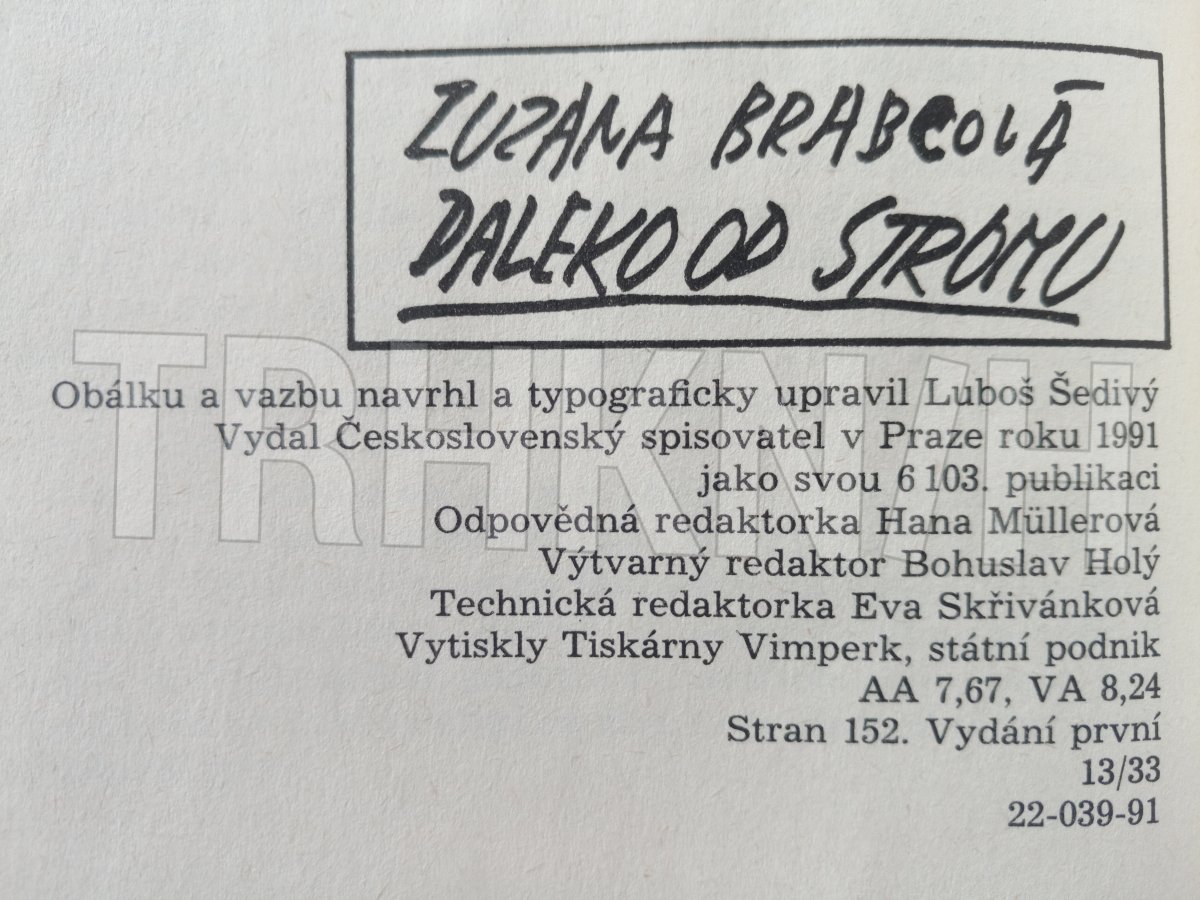 ZUZANA BRABCOVÁ
DALEKO OD STROMU
Obálku a vazbu navrhl a typograficky upravil Luboš Šedivý
Vydal Československý spisovatel v Praze roku 1991
jako svou 6 103. publikaci
Odpovědná redaktorka Hana Müllerová
Výtvarný redaktor Bohuslav Holý
Technická redaktorka Eva Skřivánková
Vytiskly Tiskárny Vimperk, státní podnik
AA 7,67, VA 8,24
Stran 152. Vydání první
13/33
22-039-91